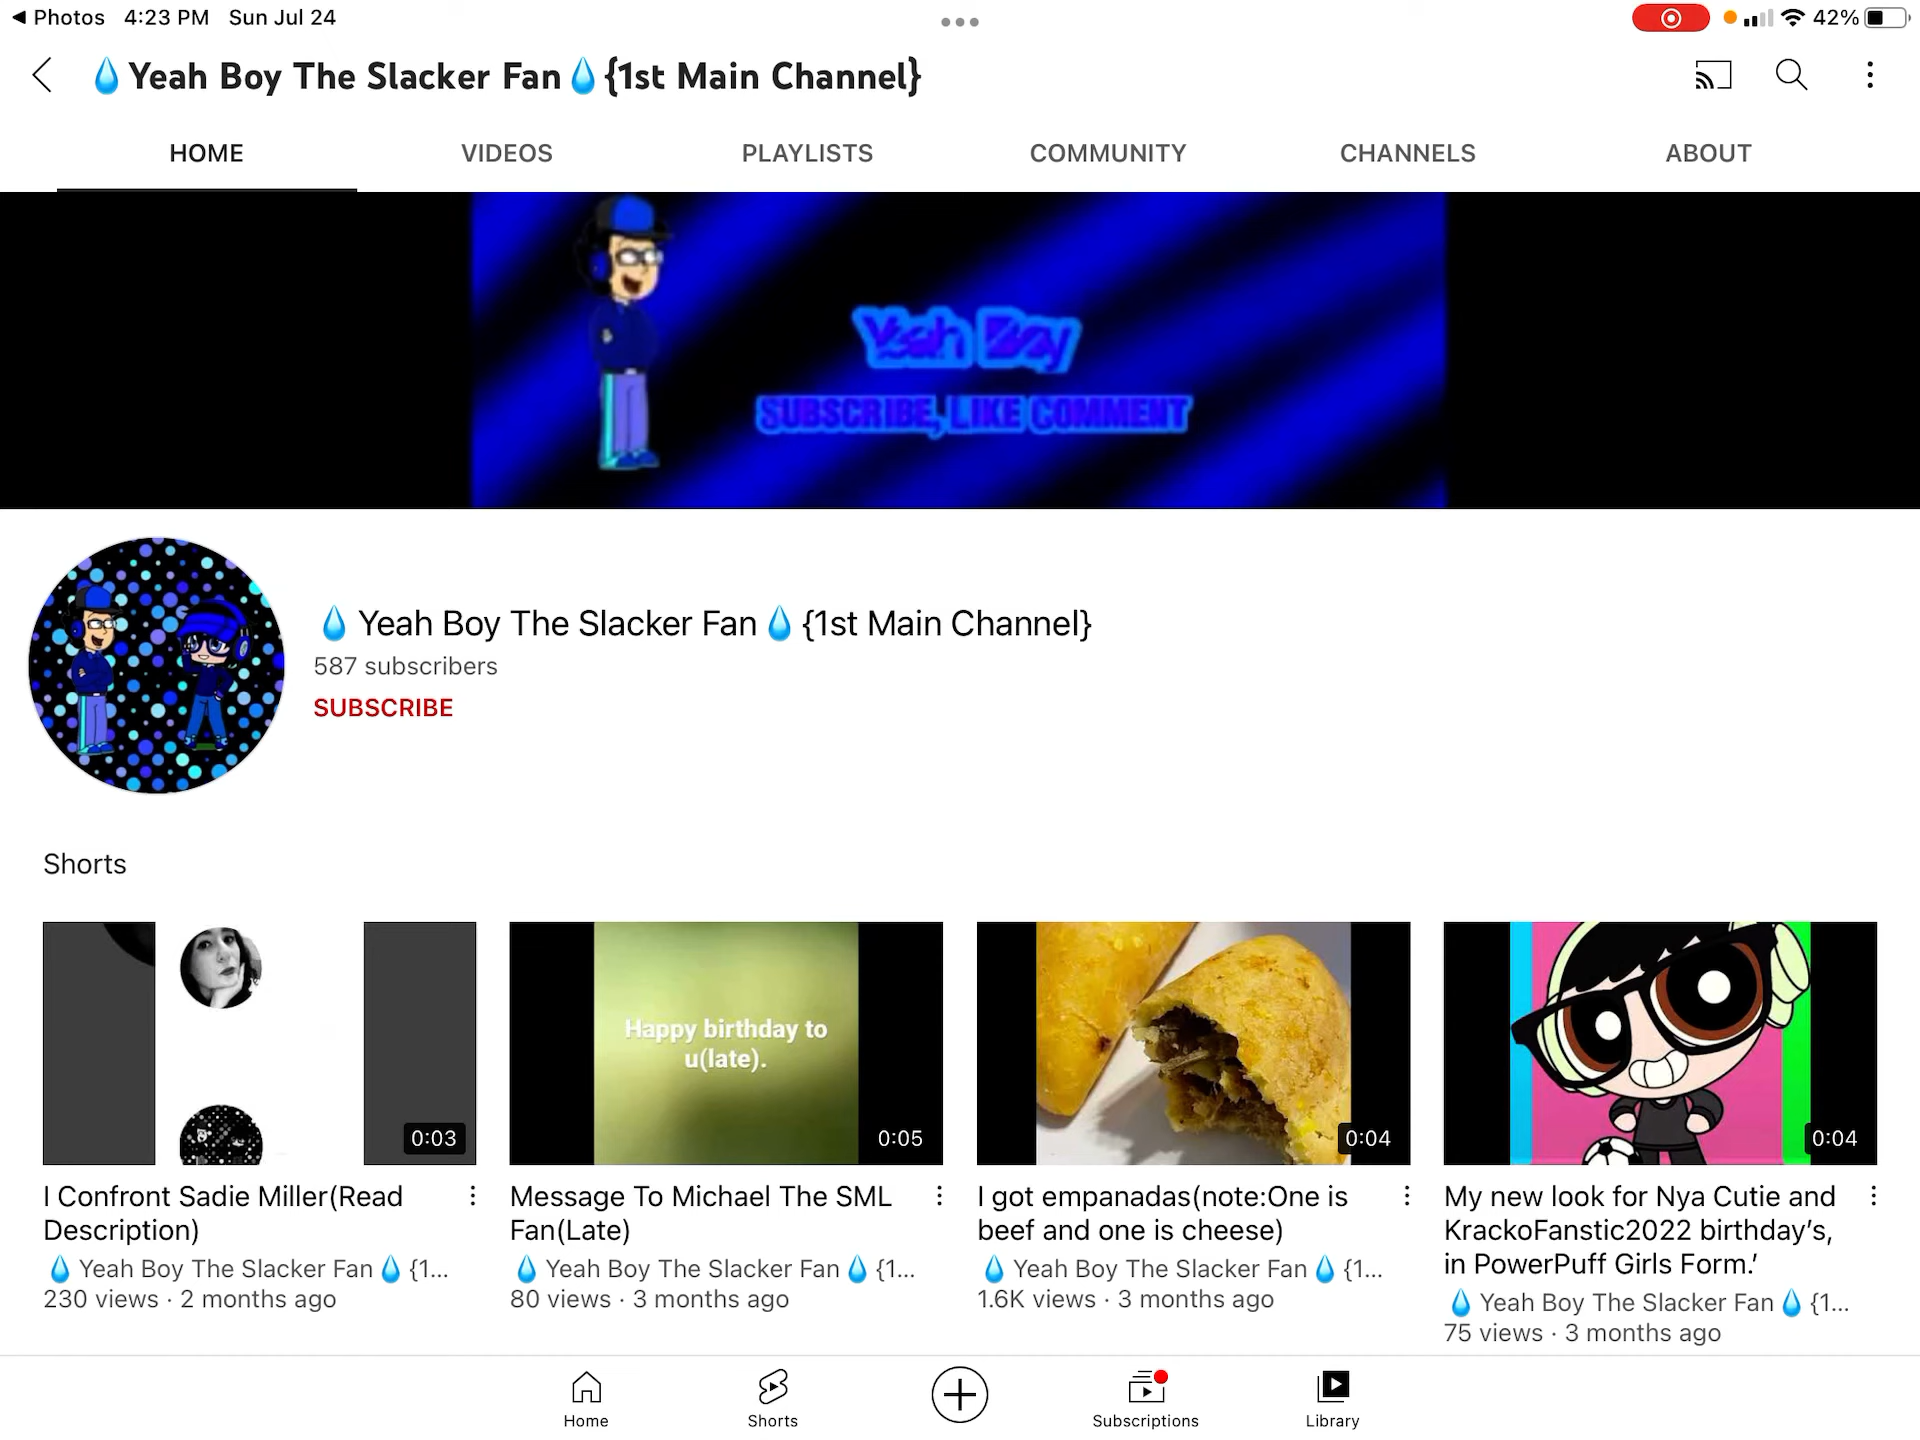 Photos 4:23 PM Sun Jul 24
42%
💧Yeah Boy The Slacker Fan💧{1st Main Channel}
HOME VIDEOS PLAYLISTS COMMUNITY CHANNELS ABOUT
Yeah Boy
SUBSCRIBE, LIKE COMMENT
💧Yeah Boy The Slacker Fan💧{1st Main Channel}
587 subscribers
SUBSCRIBE
Shorts
0:03
I Confront Sadie Miller(Read
Description)
💧Yeah Boy The Slacker Fan💧{1...
230 views · 2 months ago
Happy birthday to
u(late).
0:05
Message To Michael The SML
Fan(Late)
💧Yeah Boy The Slacker Fan💧{1...
80 views · 3 months ago
0:04
I got empanadas(note:One is
beef and one is cheese)
💧Yeah Boy The Slacker Fan💧{1...
1.6K views · 3 months ago
0:04
My new look for Nya Cutie and
KrackoFanstic2022 birthday’s,
in PowerPuff Girls Form.’
💧Yeah Boy The Slacker Fan💧{1...
75 views · 3 months ago
Home Shorts Subscriptions Library